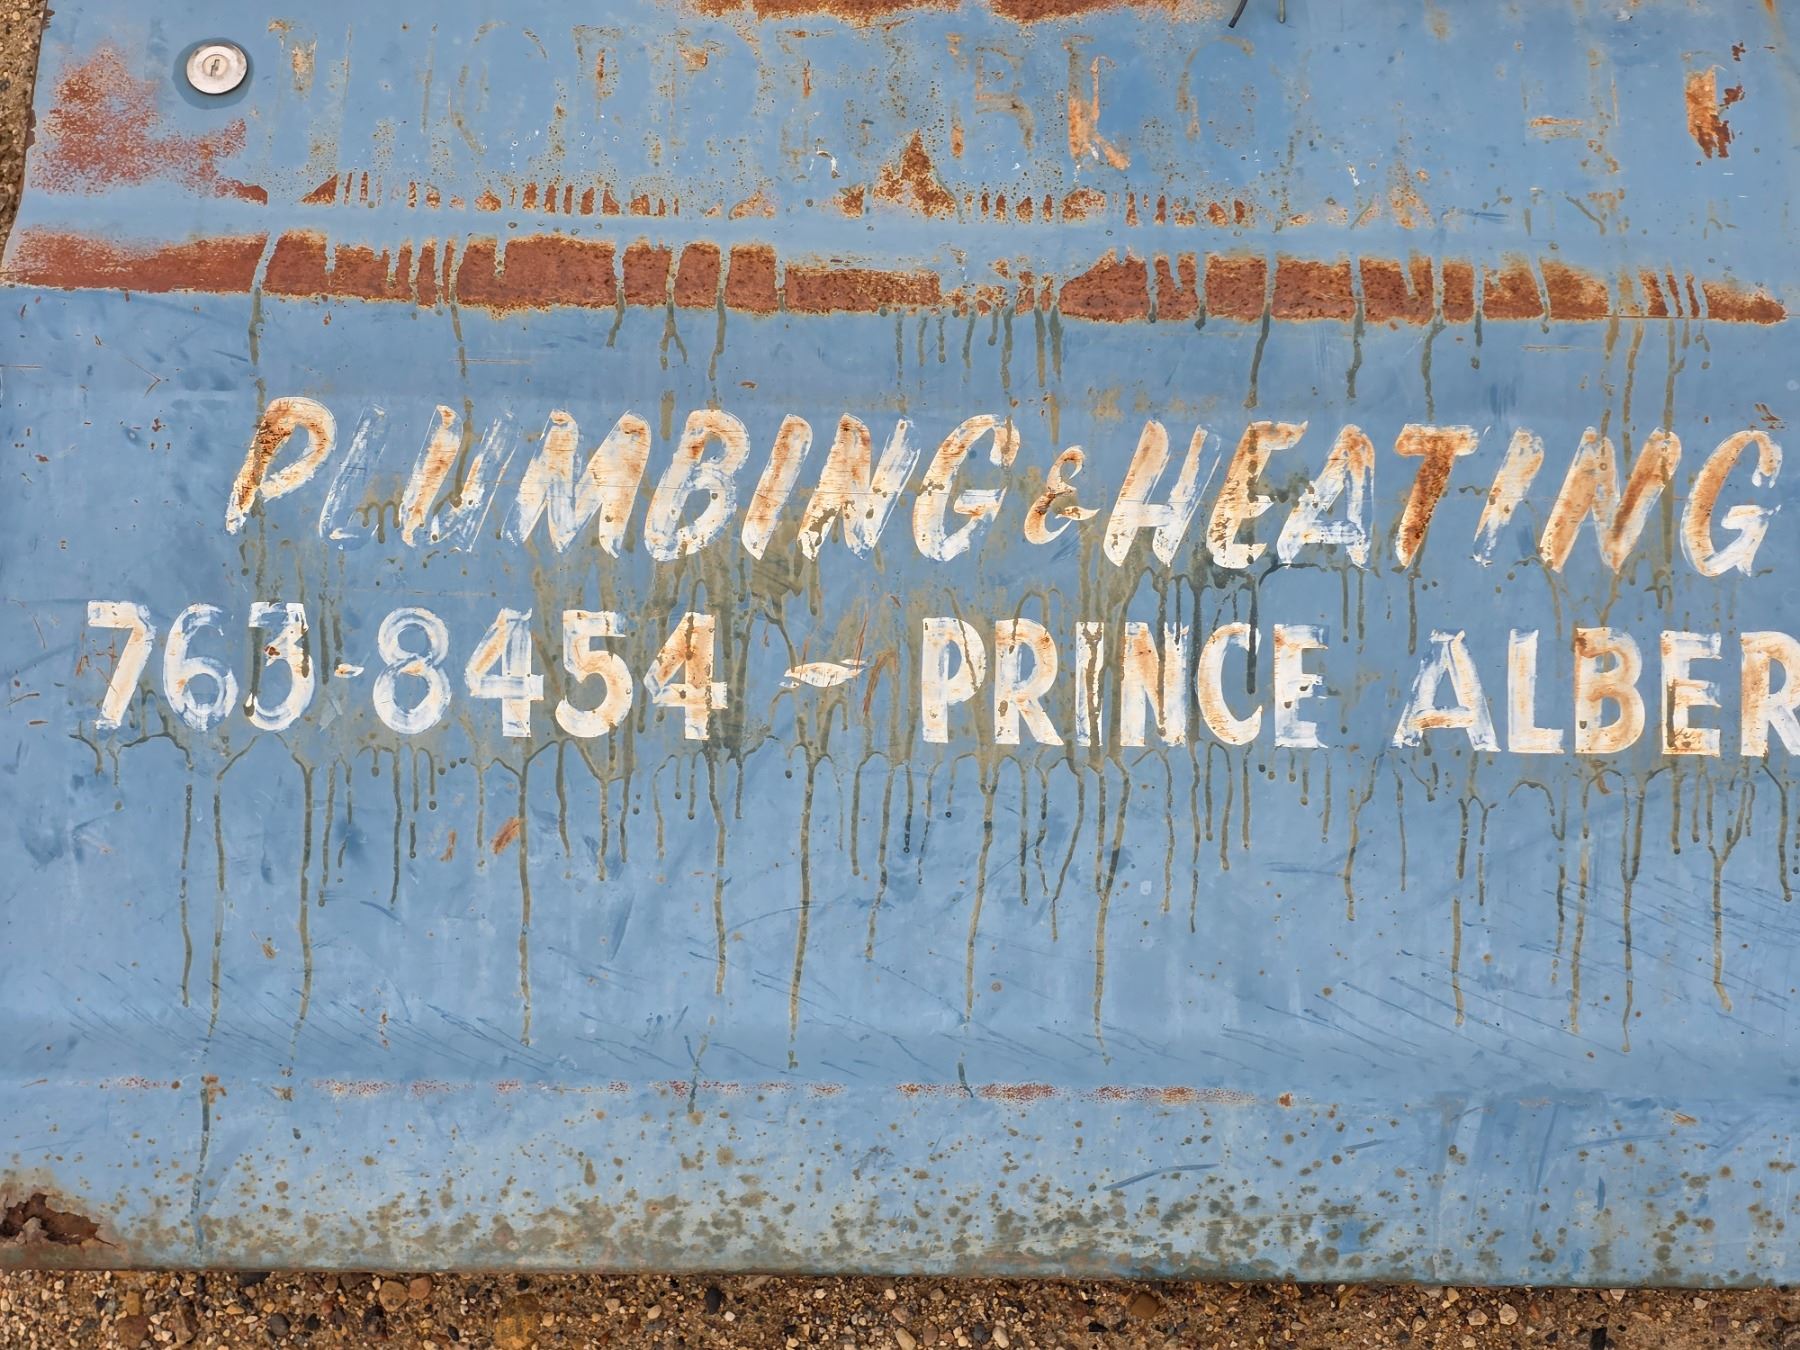 PLUMBING & HEATING
763-8454 - PRINCE ALBER